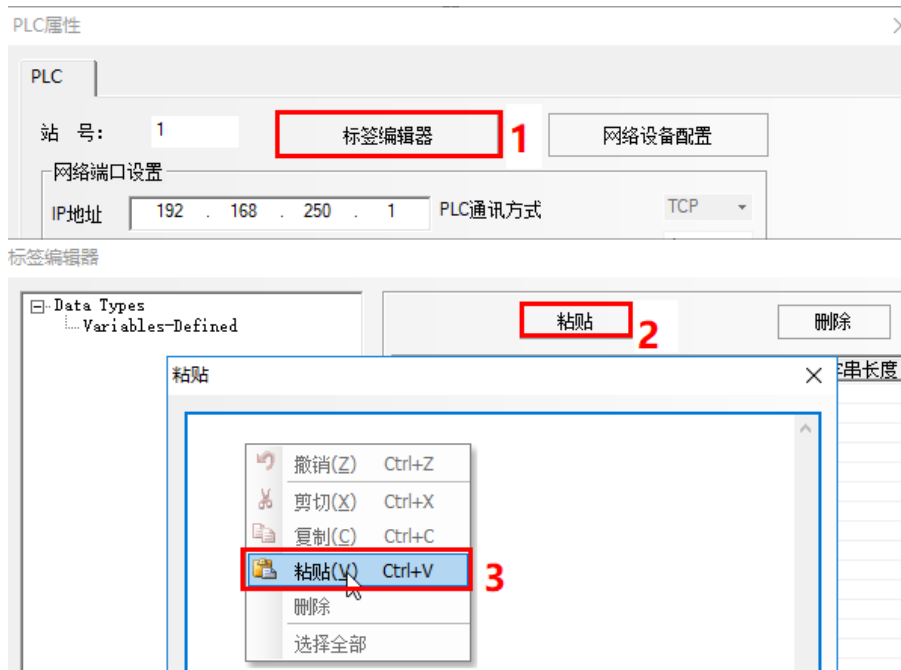 PLC属性
PLC
站 号: 1 标签编辑器 1 网络设备配置
网络端口设置
IP地址 192 . 168 . 250 . 1 PLC通讯方式 TCP
标签编辑器
Data Types
Variables-Defined
粘贴 2 删除
粘贴
串长度
撤销(Z) Ctrl+Z
剪切(X) Ctrl+X
复制(C) Ctrl+C
粘贴(V) Ctrl+V 3
删除
选择全部